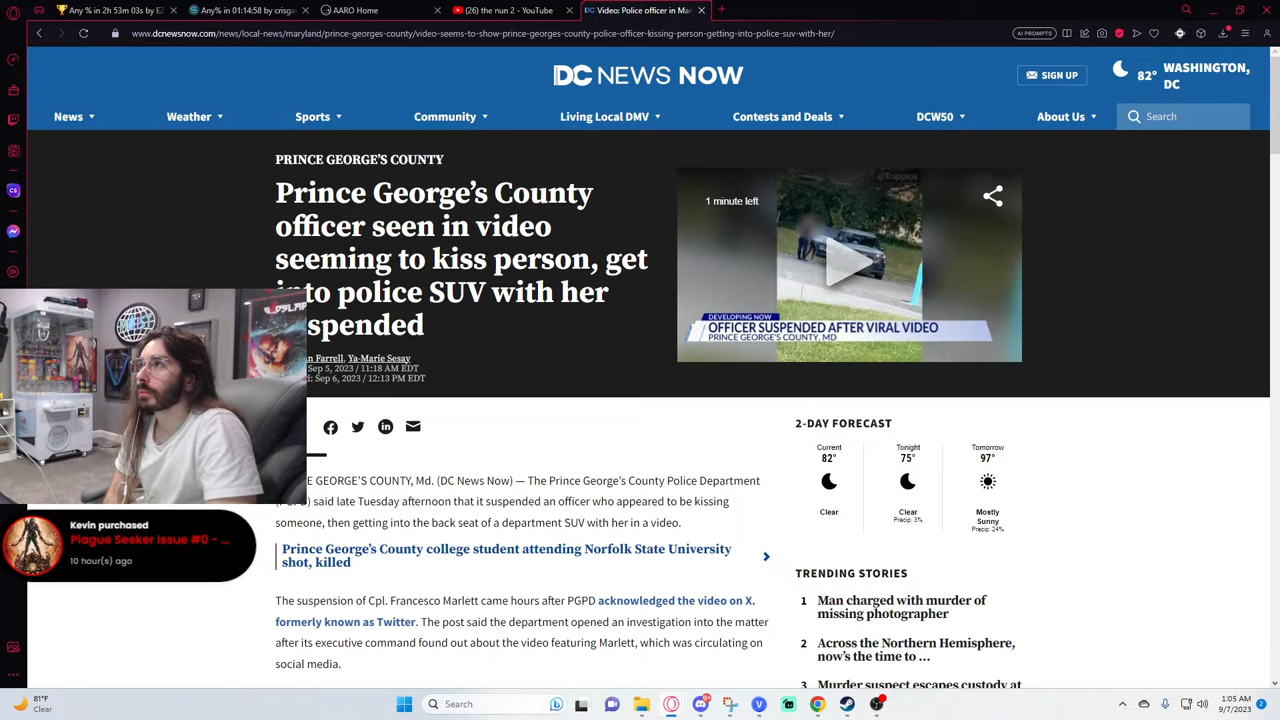 Any % in 2h 53m 03s by EZ
Any% in 01:14:58 by crisga
AARO Home
(26) the nun 2 - YouTube
DC Video: Police officer in Mar
www.dcnewsnow.com/news/local-news/maryland/prince-georges-county/video-seems-to-show-prince-georges-county-police-officer-kissing-person-getting-into-police-suv-with-her/
AI PROMPTS
DC NEWS NOW
SIGN UP
82°
WASHINGTON,
DC
News
Weather
Sports
Community
Living Local DMV
Contests and Deals
DCW50
About Us
Search
PRINCE GEORGE'S COUNTY
Prince George's County
officer seen in video
seeming to kiss person, get
into police SUV with her
spended
n Farrell, Ya-Marie Sesay
Sep 5, 2023 / 11:18 AM EDT
d: Sep 6, 2023 / 12:13 PM EDT
@Trapplos
1 minute left
DEVELOPING NOW
OFFICER SUSPENDED AFTER VIRAL VIDEO
PRINCE GEORGE'S COUNTY, MD
E GEORGE'S COUNTY, Md. (DC News Now) — The Prince George's County Police Department
said late Tuesday afternoon that it suspended an officer who appeared to be kissing
someone, then getting into the back seat of a department SUV with her in a video.
Prince George's County college student attending Norfolk State University
shot, killed
The suspension of Cpl. Francesco Marlett came hours after PGPD acknowledged the video on X.
formerly known as Twitter. The post said the department opened an investigation into the matter
after its executive command found out about the video featuring Marlett, which was circulating on
social media.
2-DAY FORECAST
Current
82°
Clear
Tonight
75°
Clear
Precip: 3%
Tomorrow
97°
Mostly
Sunny
Precip: 24%
TRENDING STORIES
1 Man charged with murder of
missing photographer
2 Across the Northern Hemisphere,
now's the time to ...
3 Murder suspect escapes custody at
Kevin purchased
Plague Seeker Issue #0 - ...
10 hour(s) ago
81°F
Clear
Search
1:05 AM
9/7/2023
2